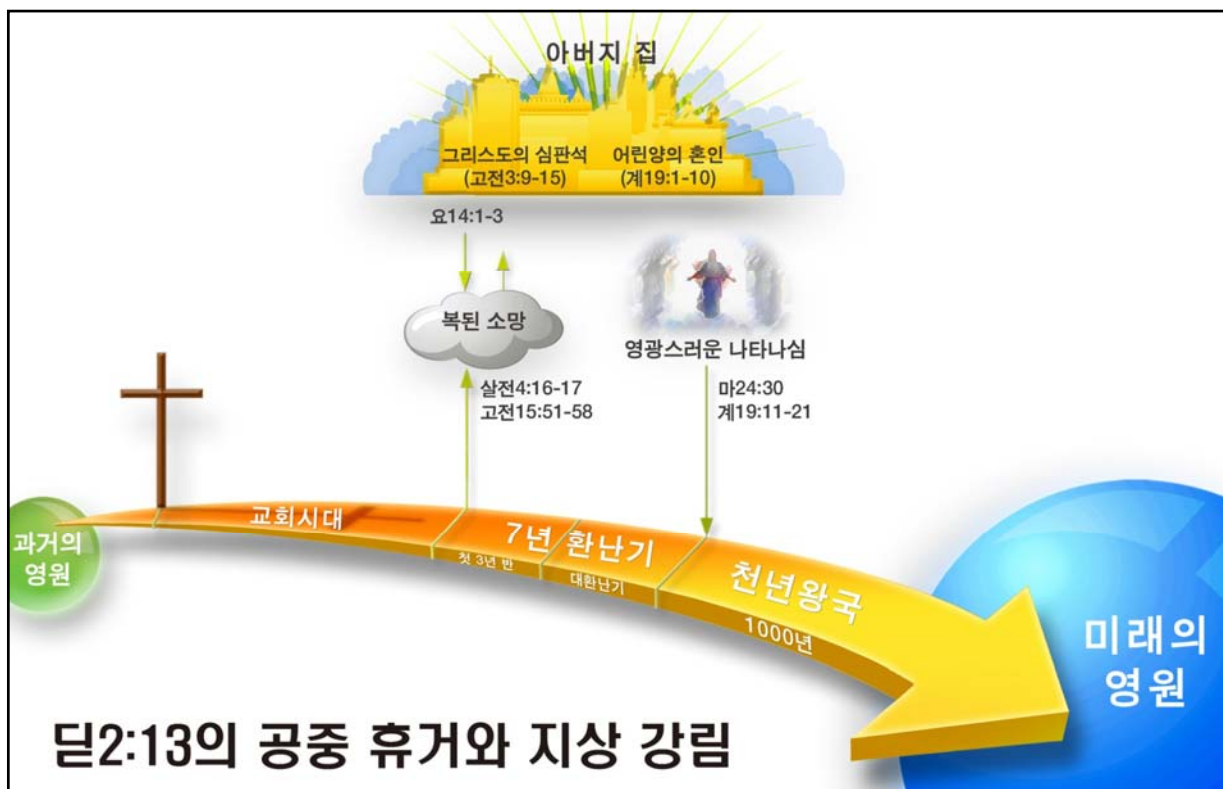 아버지 집
그리스도의 심판석
(고전3:9-15)
어린양의 혼인
(계19:1-10)
요14:1-3
복된 소망
영광스러운 나타나심
살전4:16-17
고전15:51-58
마24:30
계19:11-21
과거의
영원
교회시대
7년 환난기
첫 3년 반
대환난기
천년왕국
1000년
미래의
영원
딛2:13의 공중 휴거와 지상 강림